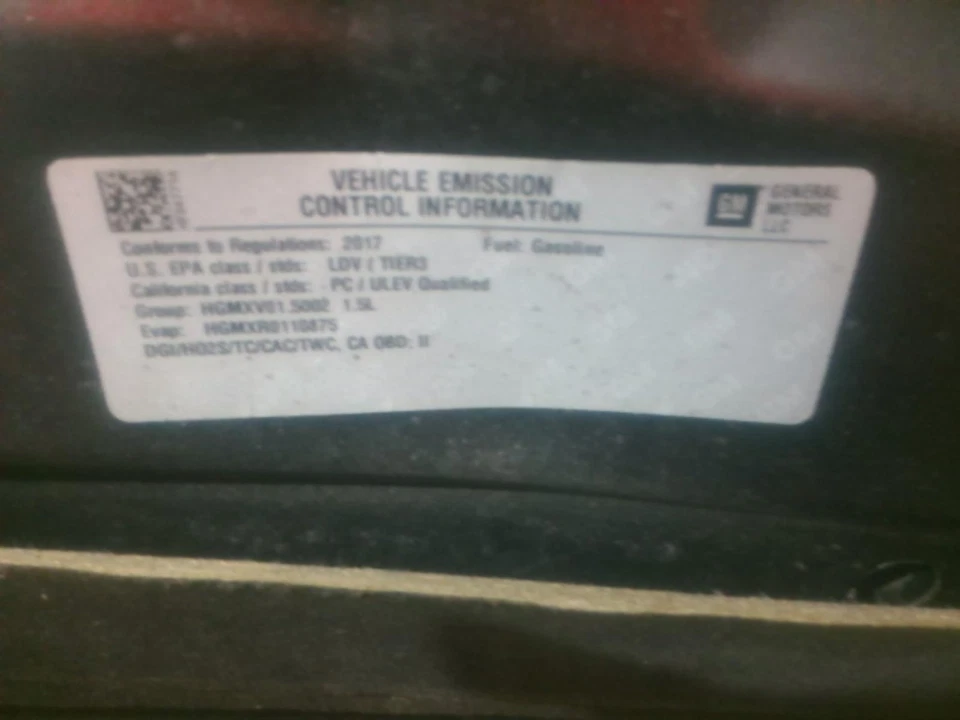 VEHICLE EMISSION
CONTROL INFORMATION
GM
GENERAL
MOTORS
LLC
Conforms to Regulations: 2017 Fuel: Gasoline
U.S. EPA class / stds: LDV / TIER3
California class / stds: PC / ULEV Qualified
Group: HGMXV01.5002 1.5L
Evap: HGMXR0110875
DGI/HO2S/TC/CAC/TWC, CA OBD: II